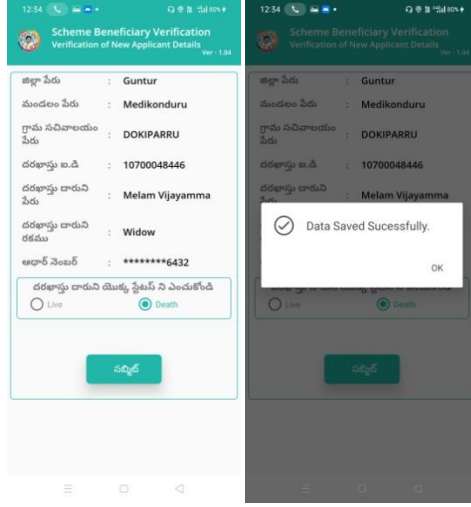 12:34
80%
Scheme Beneficiary Verification
Verification of New Applicant Details
Ver - 1.04
జిల్లా పేరు : Guntur
మండలం పేరు : Medikonduru
గ్రామ సచివాలయం పేరు : DOKIPARRU
దరఖాస్తు ఐ.డి : 10700048446
దరఖాస్తు దారుని పేరు : Melam Vijayamma
దరఖాస్తు దారుని రకము : Widow
ఆధార్ నెంబర్ : ********6432
దరఖాస్తు దారుని యొక్క స్టేటస్ ని ఎంచుకోండి
Live Death
సబ్మిట్
12:34
80%
Scheme Beneficiary Verification
Verification of New Applicant Details
Ver - 1.04
జిల్లా పేరు : Guntur
మండలం పేరు : Medikonduru
గ్రామ సచివాలయం పేరు : DOKIPARRU
దరఖాస్తు ఐ.డి : 10700048446
దరఖాస్తు దారుని పేరు : Melam Vijayamma
Data Saved Sucessfully.
OK
Live Death
సబ్మిట్